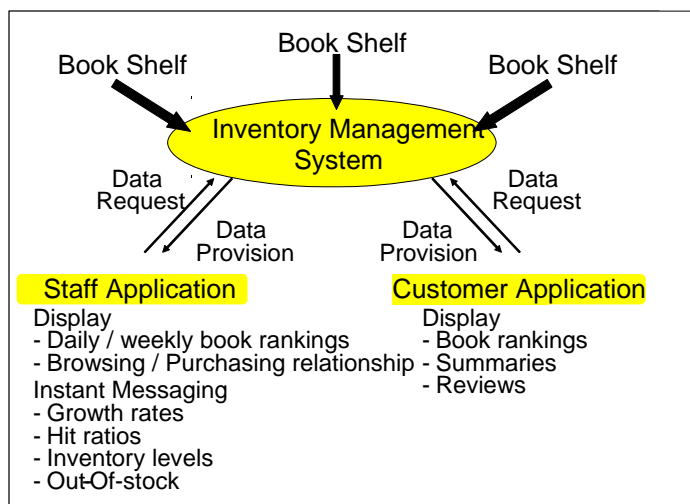 Book Shelf
Book Shelf
Book Shelf
Inventory Management
System
Data
Request
Data
Provision
Data
Provision
Data
Request
Staff Application
Display
- Daily / weekly book rankings
- Browsing / Purchasing relationship
Instant Messaging
- Growth rates
- Hit ratios
- Inventory levels
- Out-Of-stock
Customer Application
Display
- Book rankings
- Summaries
- Reviews